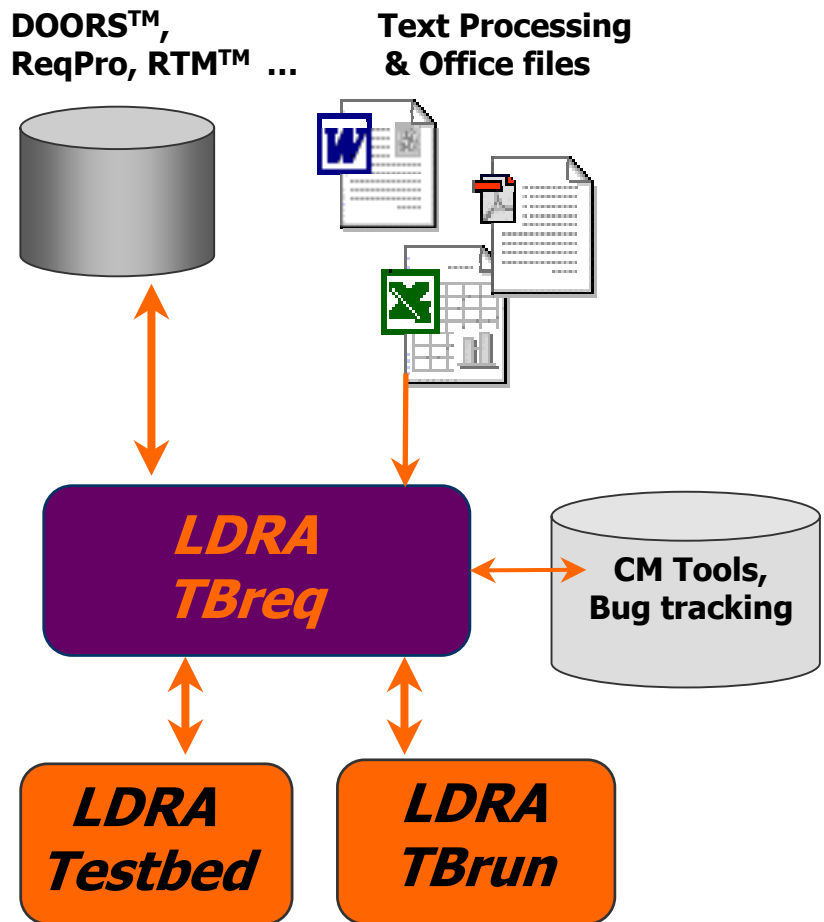 DOORS™,
ReqPro, RTM™ ...
Text Processing
& Office files
W
LDRA
TBreq
CM Tools,
Bug tracking
LDRA
Testbed
LDRA
TBrun